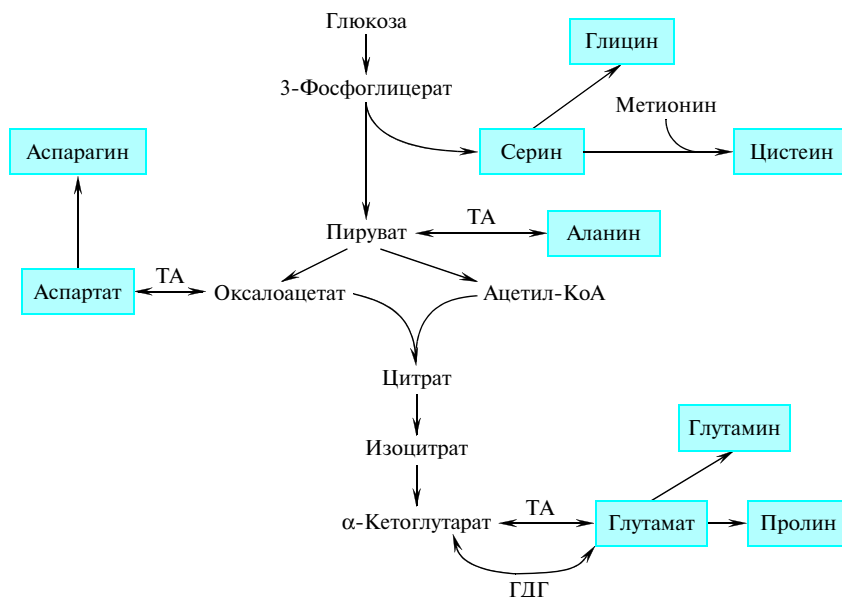 Глюкоза
Глицин
3-Фосфоглицерат
Метионин
Аспарагин
Серин
Цистеин
ТА
Пируват
Аланин
ТА
Аспартат
Оксалоацетат
Ацетил-КоА
Цитрат
Глутамин
Изоцитрат
ТА
α-Кетоглутарат
Глутамат
Пролин
ГДГ